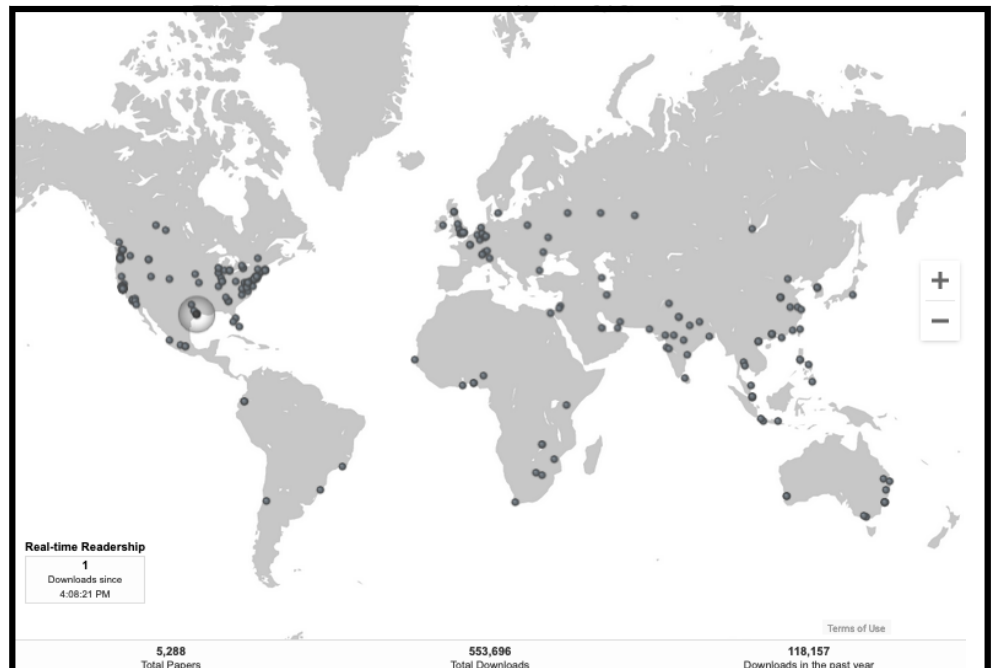 +
−
Real-time Readership
1
Downloads since
4:08:21 PM
Terms of Use
5,288
Total Papers
553,696
Total Downloads
118,157
Downloads in the past year